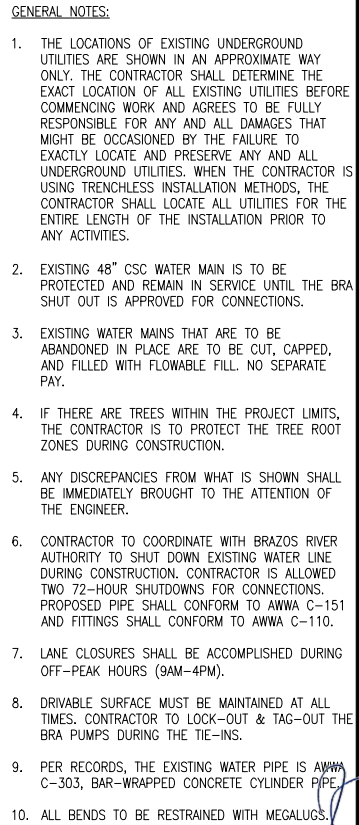 GENERAL NOTES:
1. THE LOCATIONS OF EXISTING UNDERGROUND
UTILITIES ARE SHOWN IN AN APPROXIMATE WAY
ONLY. THE CONTRACTOR SHALL DETERMINE THE
EXACT LOCATION OF ALL EXISTING UTILITIES BEFORE
COMMENCING WORK AND AGREES TO BE FULLY
RESPONSIBLE FOR ANY AND ALL DAMAGES THAT
MIGHT BE OCCASIONED BY THE FAILURE TO
EXACTLY LOCATE AND PRESERVE ANY AND ALL
UNDERGROUND UTILITIES. WHEN THE CONTRACTOR IS
USING TRENCHLESS INSTALLATION METHODS, THE
CONTRACTOR SHALL LOCATE ALL UTILITIES FOR THE
ENTIRE LENGTH OF THE INSTALLATION PRIOR TO
ANY ACTIVITIES.
2. EXISTING 48" CSC WATER MAIN IS TO BE
PROTECTED AND REMAIN IN SERVICE UNTIL THE BRA
SHUT OUT IS APPROVED FOR CONNECTIONS.
3. EXISTING WATER MAINS THAT ARE TO BE
ABANDONED IN PLACE ARE TO BE CUT, CAPPED,
AND FILLED WITH FLOWABLE FILL. NO SEPARATE
PAY.
4. IF THERE ARE TREES WITHIN THE PROJECT LIMITS,
THE CONTRACTOR IS TO PROTECT THE TREE ROOT
ZONES DURING CONSTRUCTION.
5. ANY DISCREPANCIES FROM WHAT IS SHOWN SHALL
BE IMMEDIATELY BROUGHT TO THE ATTENTION OF
THE ENGINEER.
6. CONTRACTOR TO COORDINATE WITH BRAZOS RIVER
AUTHORITY TO SHUT DOWN EXISTING WATER LINE
DURING CONSTRUCTION. CONTRACTOR IS ALLOWED
TWO 72-HOUR SHUTDOWNS FOR CONNECTIONS.
PROPOSED PIPE SHALL CONFORM TO AWWA C-151
AND FITTINGS SHALL CONFORM TO AWWA C-110.
7. LANE CLOSURES SHALL BE ACCOMPLISHED DURING
OFF-PEAK HOURS (9AM-4PM).
8. DRIVABLE SURFACE MUST BE MAINTAINED AT ALL
TIMES. CONTRACTOR TO LOCK-OUT & TAG-OUT THE
BRA PUMPS DURING THE TIE-INS.
9. PER RECORDS, THE EXISTING WATER PIPE IS AWWA
C-303, BAR-WRAPPED CONCRETE CYLINDER PIPE.
10. ALL BENDS TO BE RESTRAINED WITH MEGALUGS.